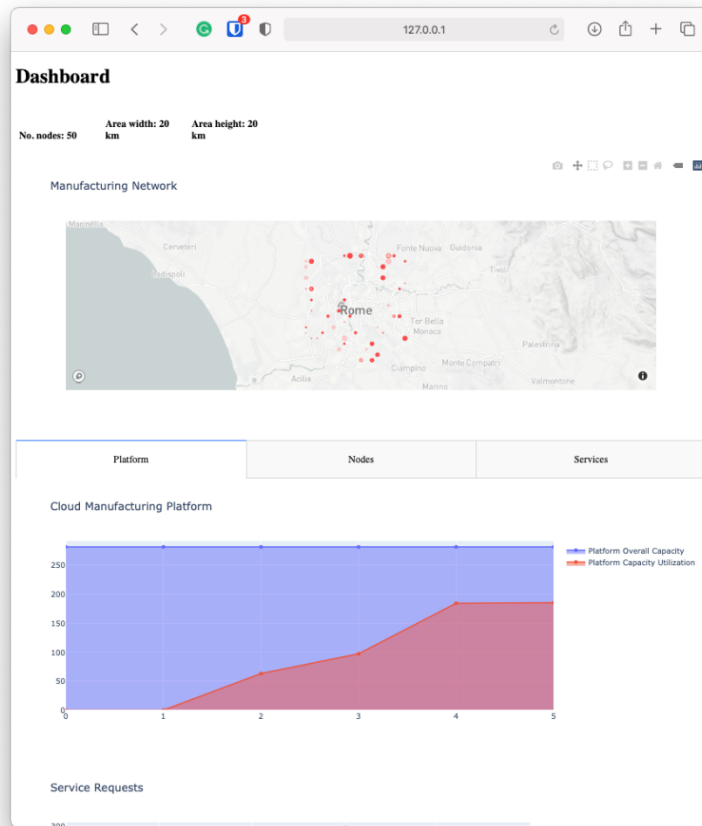 3
127.0.0.1
Dashboard
No. nodes: 50
Area width: 20
km
Area height: 20
km
Manufacturing Network
Marinella
Cerveteri
Ladispoli
Fonte Nuova
Guidonia
Tivoli
Rome
Tor Bella
Monaca
Palestrina
Ciampino
Monte Compatri
Acilia
Marino
Valmontone
Platform
Nodes
Services
Cloud Manufacturing Platform
Platform Overall Capacity
Platform Capacity Utilization
250
200
150
100
50
0
0 1 2 3 4 5
Service Requests
300